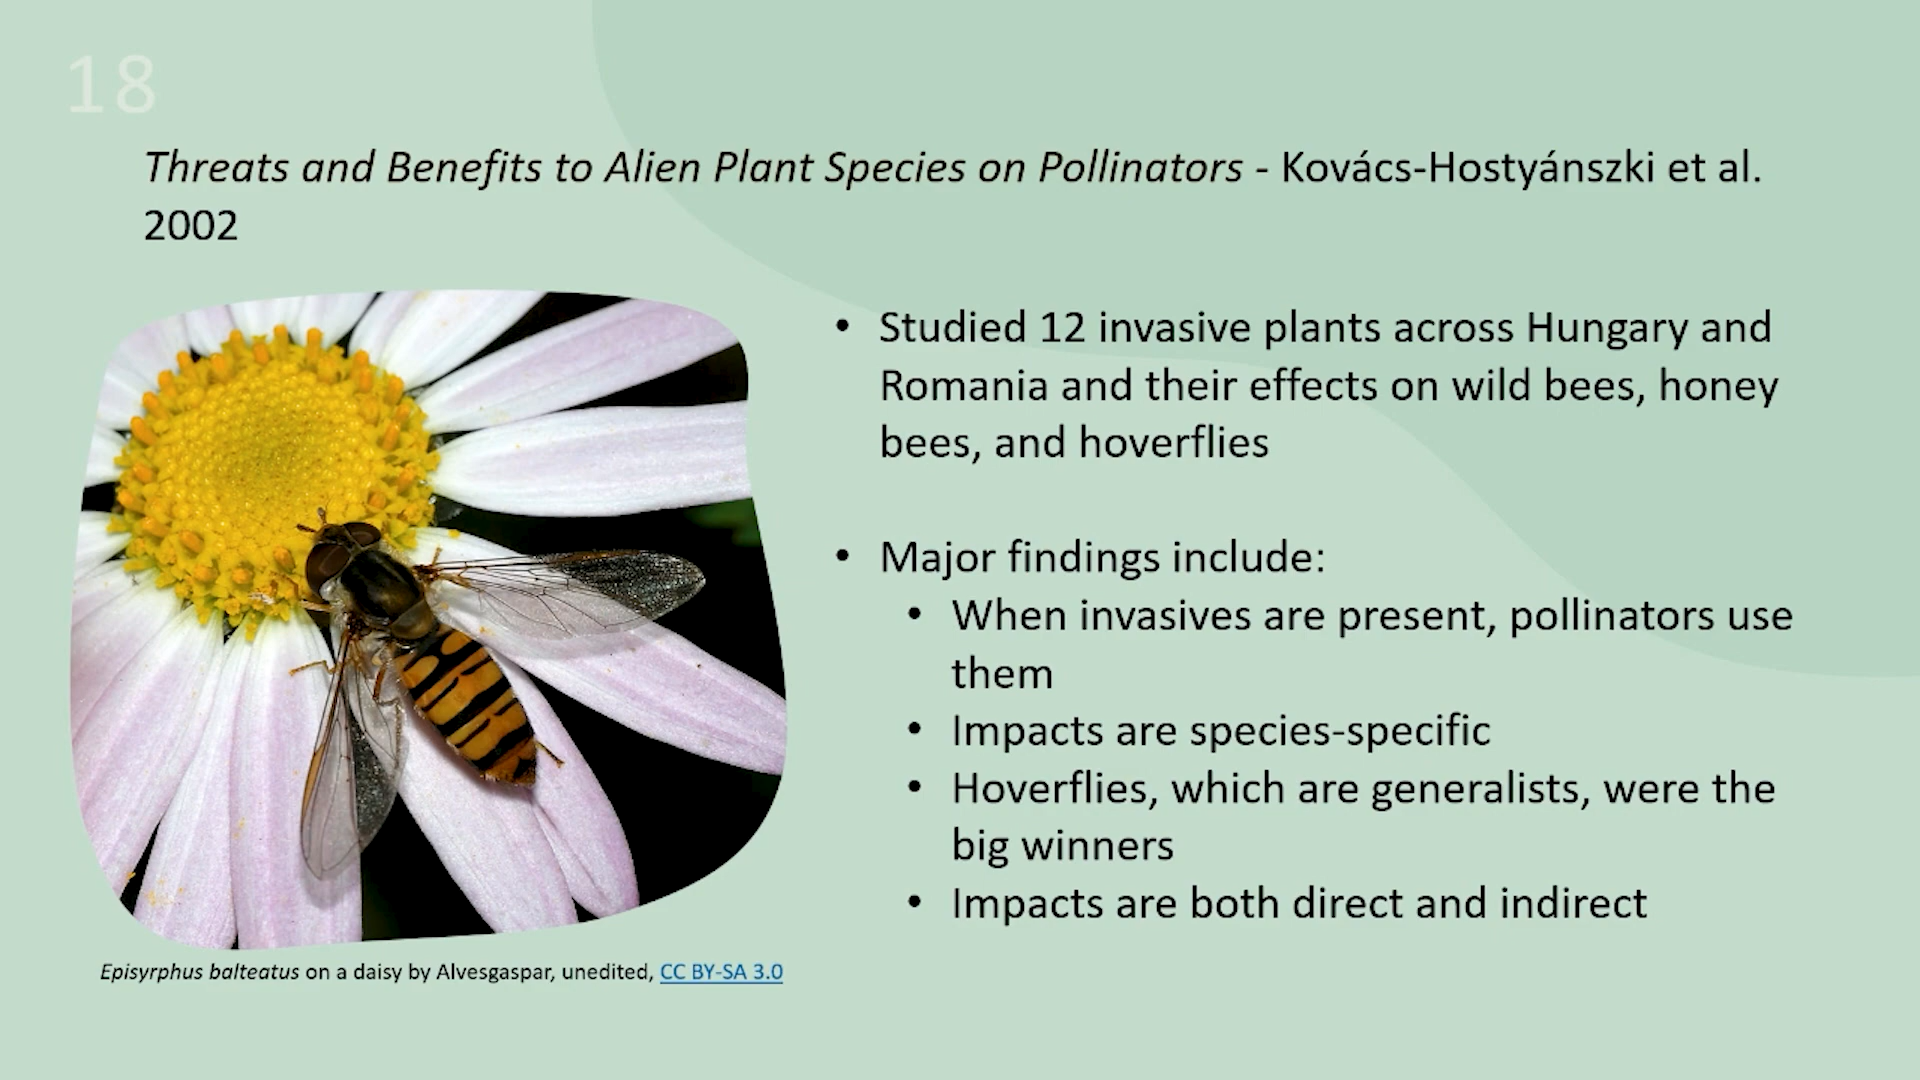 18
Threats and Benefits to Alien Plant Species on Pollinators - Kovács-Hostyánszki et al.
2002
• Studied 12 invasive plants across Hungary and
Romania and their effects on wild bees, honey
bees, and hoverflies
• Major findings include:
• When invasives are present, pollinators use
them
• Impacts are species-specific
• Hoverflies, which are generalists, were the
big winners
• Impacts are both direct and indirect
Episyrphus balteatus on a daisy by Alvesgaspar, unedited, CC BY-SA 3.0